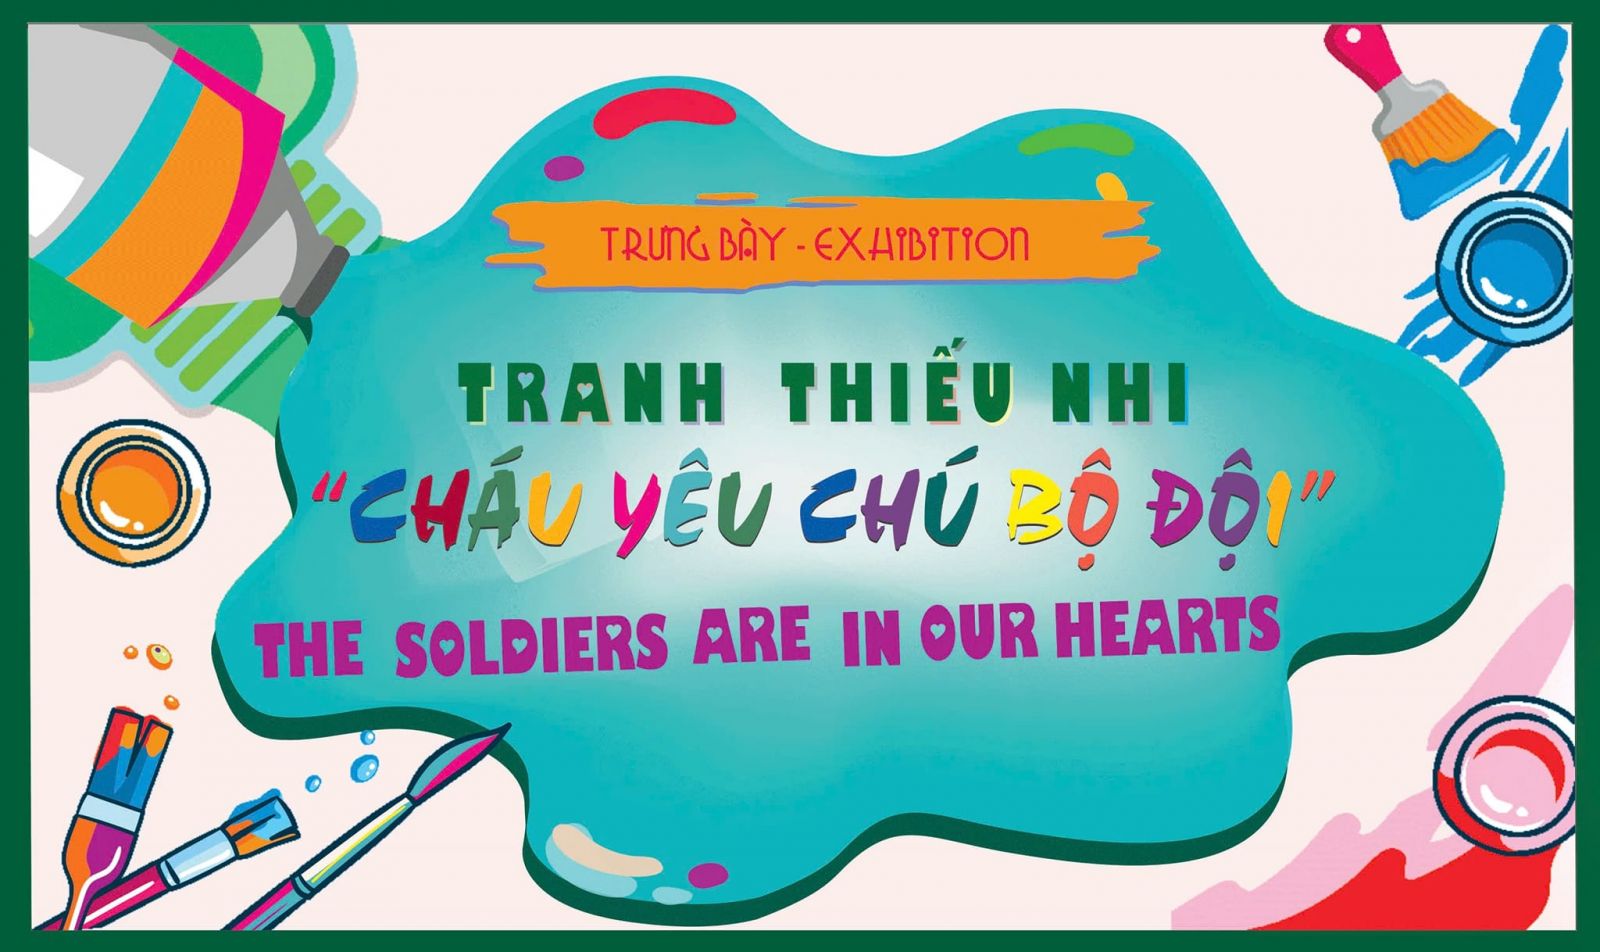 TRƯNG BÀY - EXHIBITION
TRANH THIẾU NHI
“CHÁU YÊU CHÚ BỘ ĐỘI”
THE SOLDIERS ARE IN OUR HEARTS